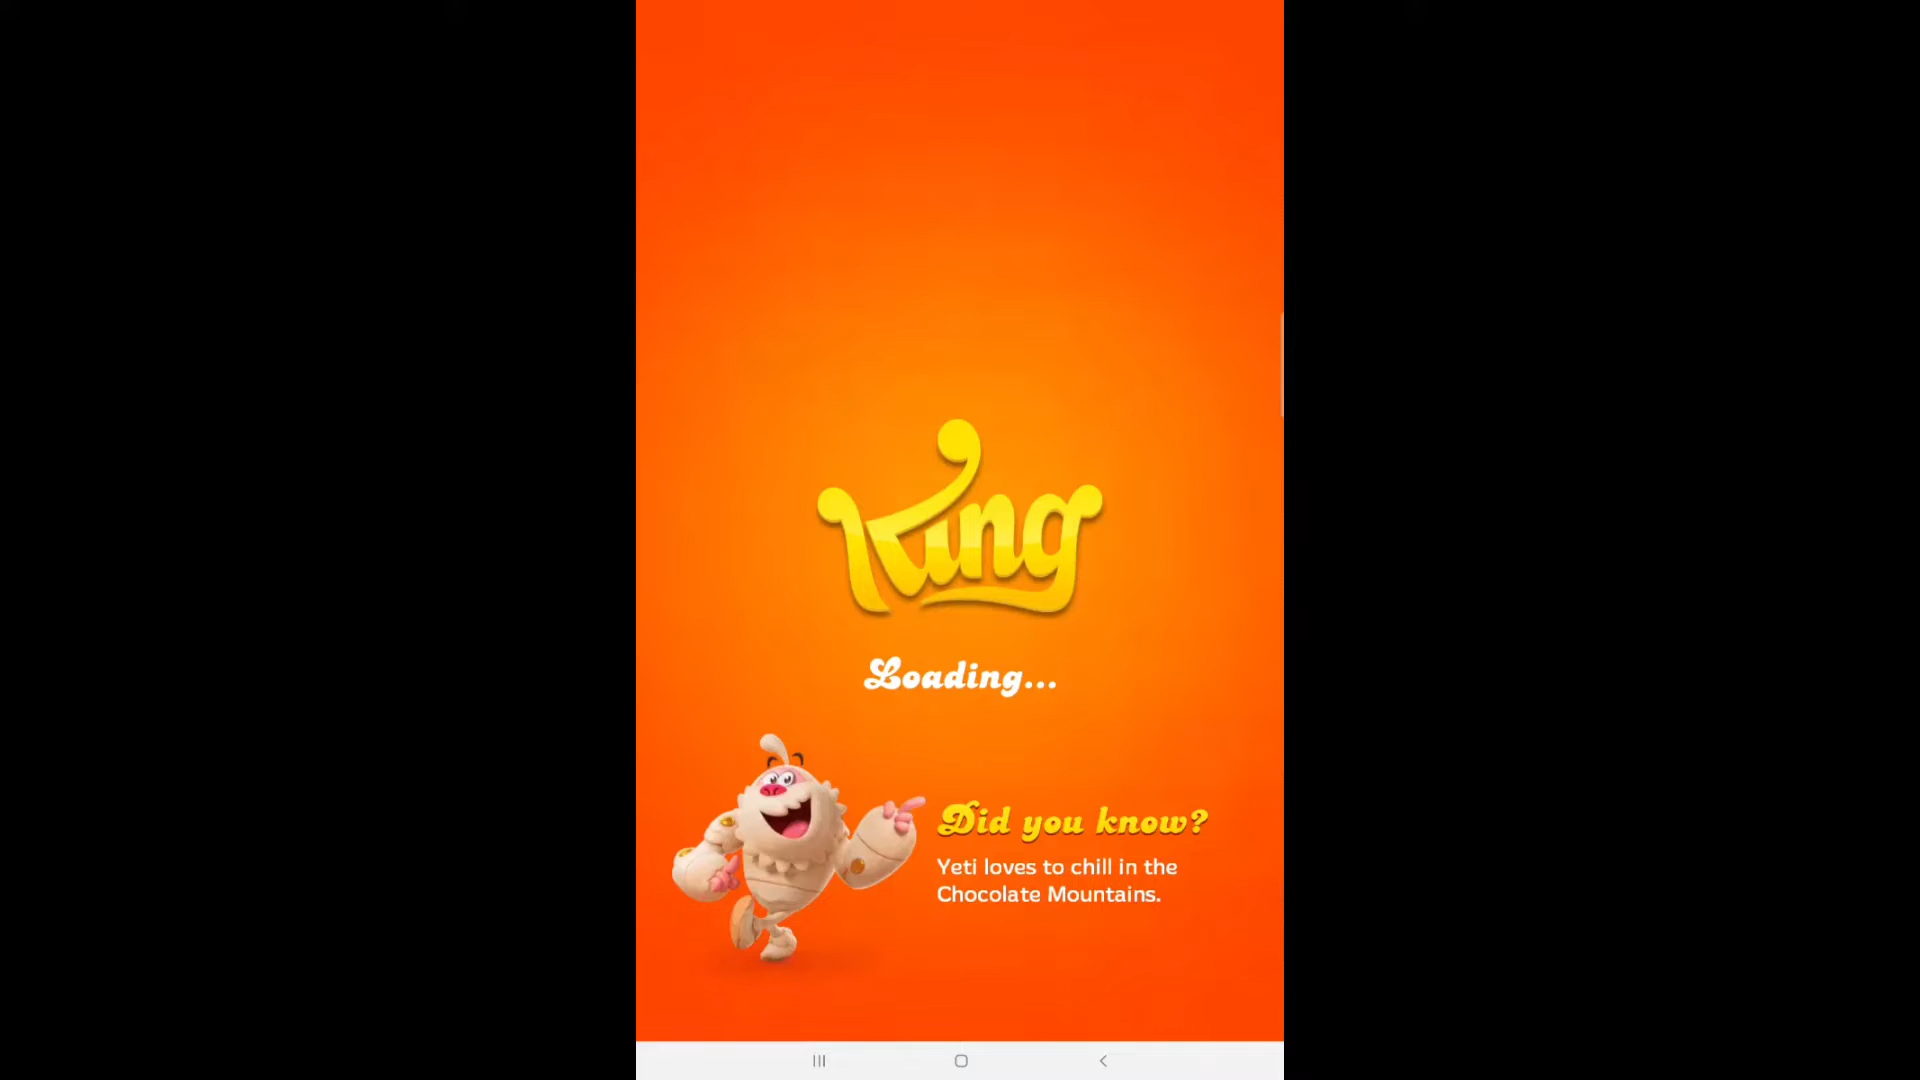 King
Loading...
Did you know?
Yeti loves to chill in the
Chocolate Mountains.